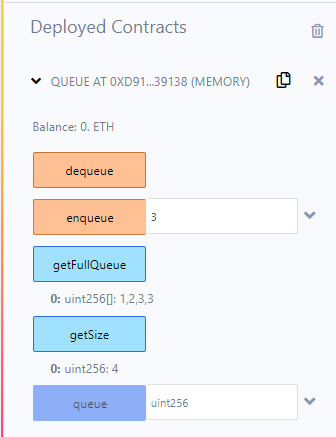 Deployed Contracts
QUEUE AT 0XD91...39138 (MEMORY)
Balance: 0. ETH
dequeue
enqueue 3
getFullQueue
0: uint256[]: 1,2,3,3
getSize
0: uint256: 4
queue uint256